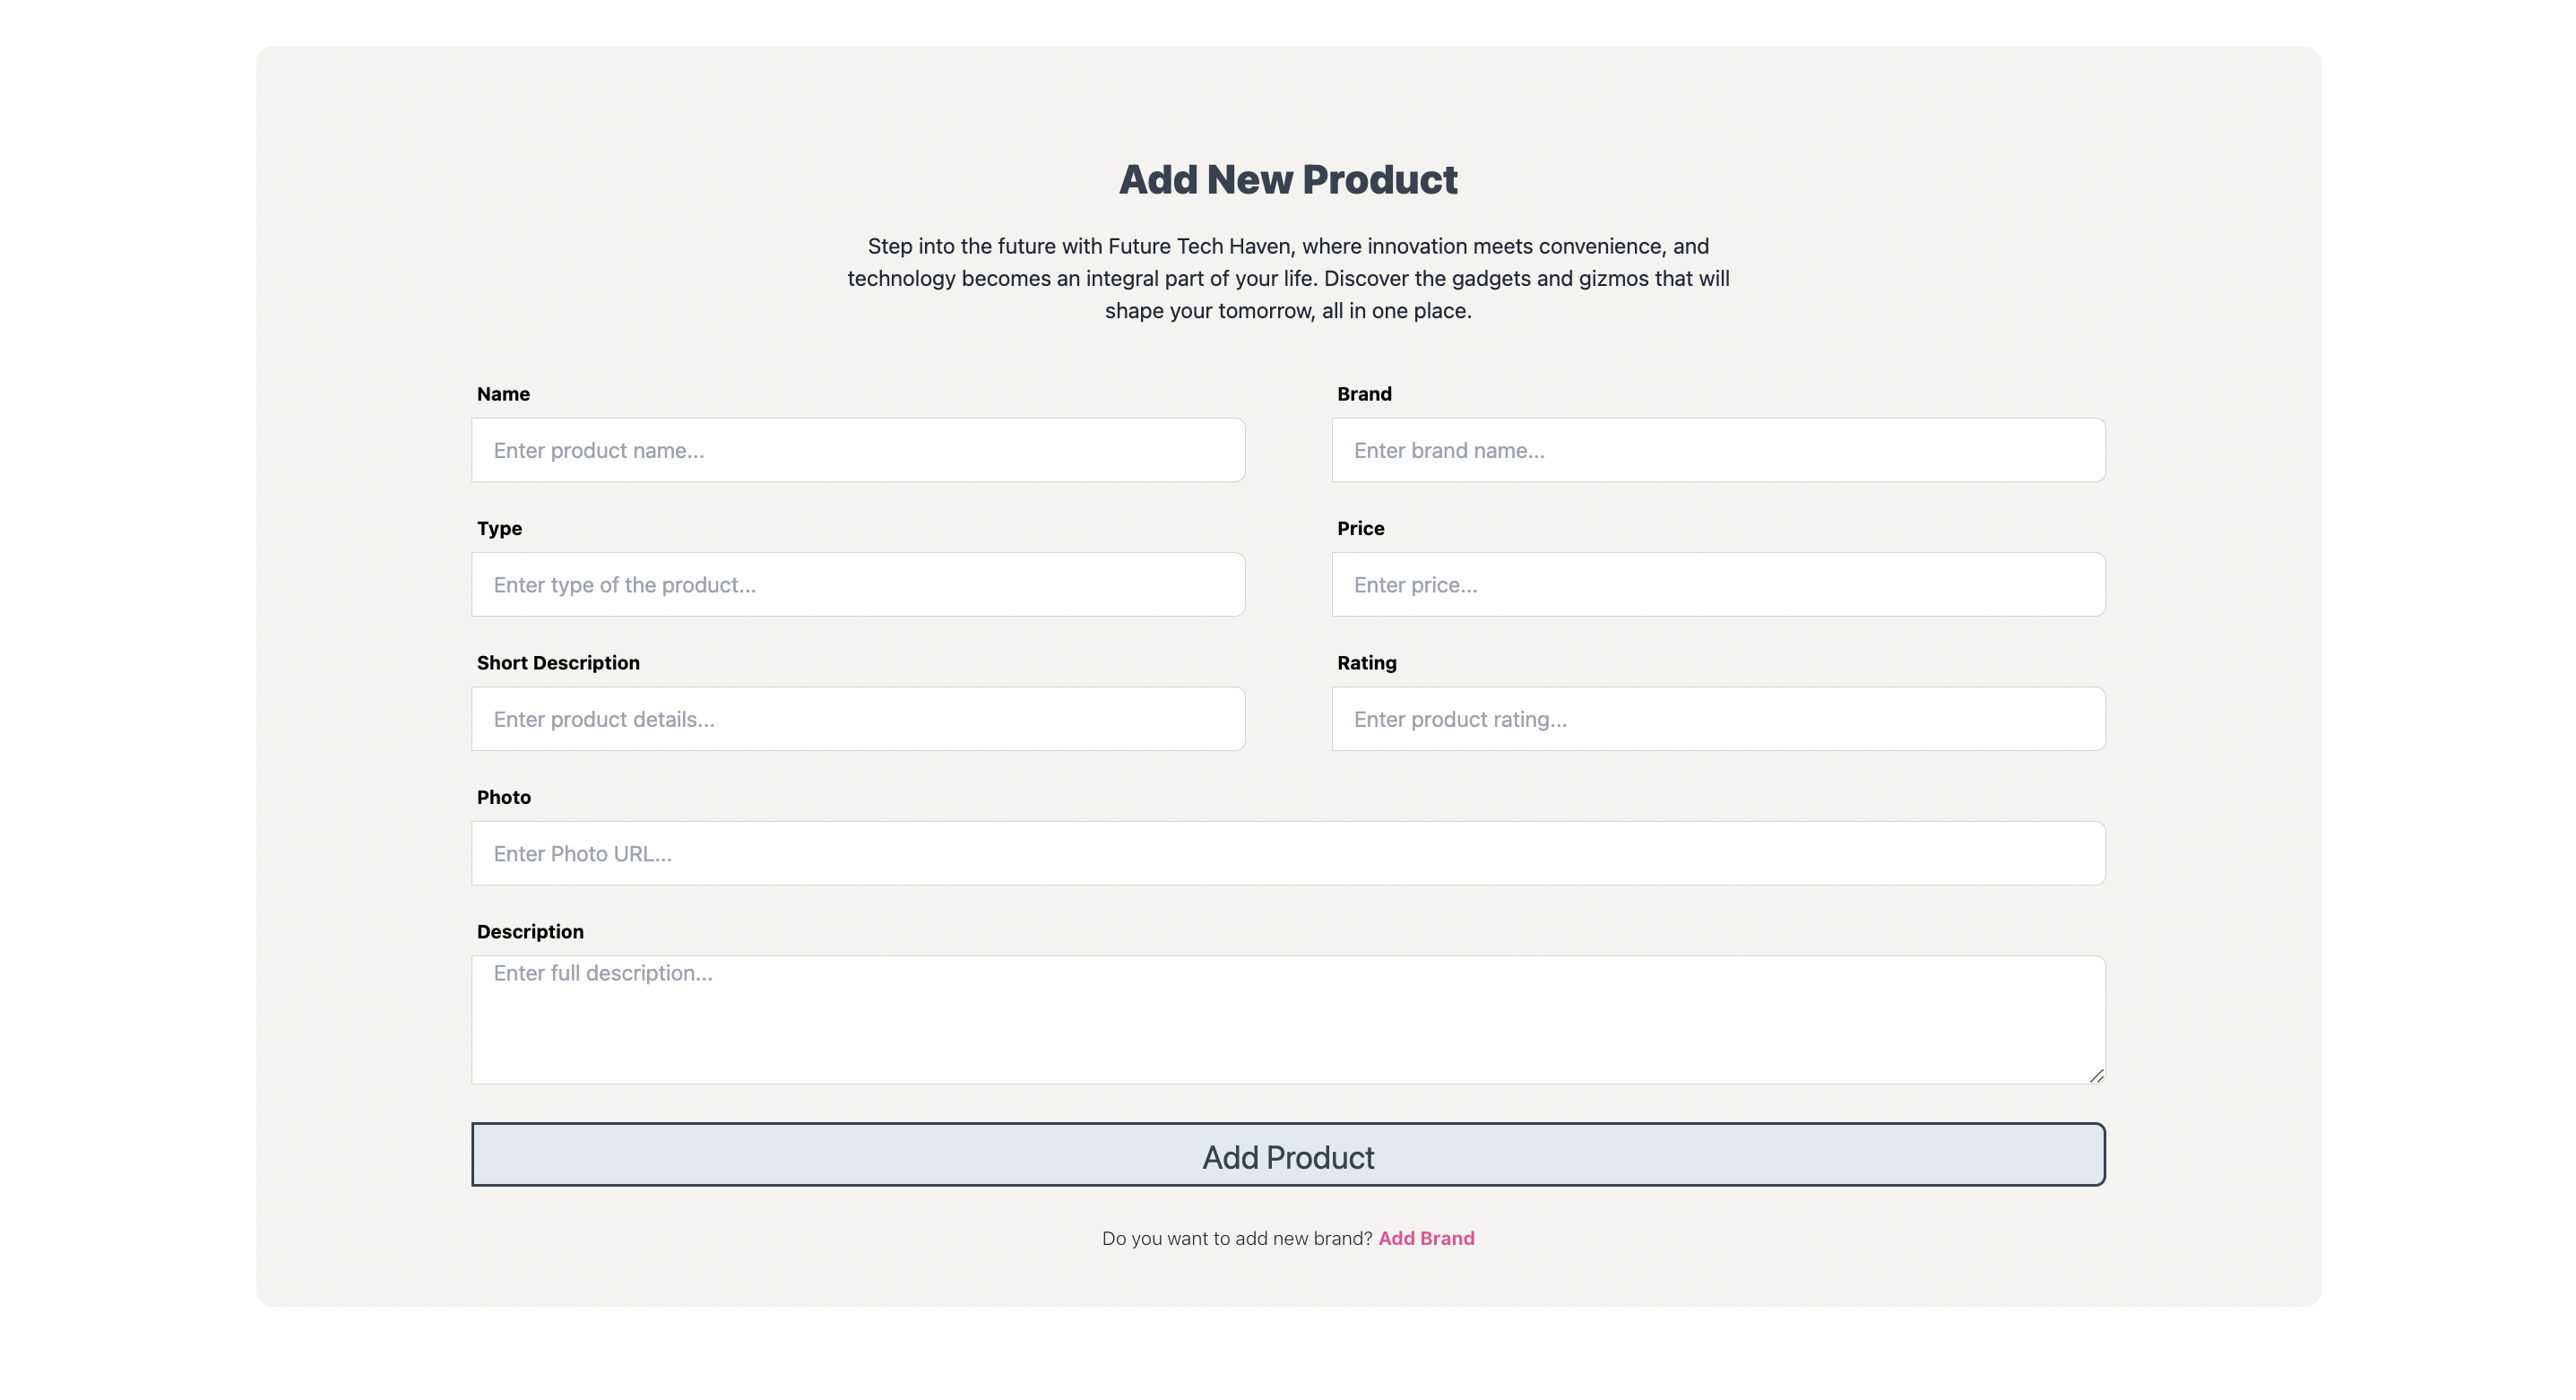 Add New Product
Step into the future with Future Tech Haven, where innovation meets convenience, and
technology becomes an integral part of your life. Discover the gadgets and gizmos that will
shape your tomorrow, all in one place.
Name
Enter product name...
Brand
Enter brand name...
Type
Enter type of the product...
Price
Enter price...
Short Description
Enter product details...
Rating
Enter product rating...
Photo
Enter Photo URL...
Description
Enter full description...
Add Product
Do you want to add new brand? Add Brand